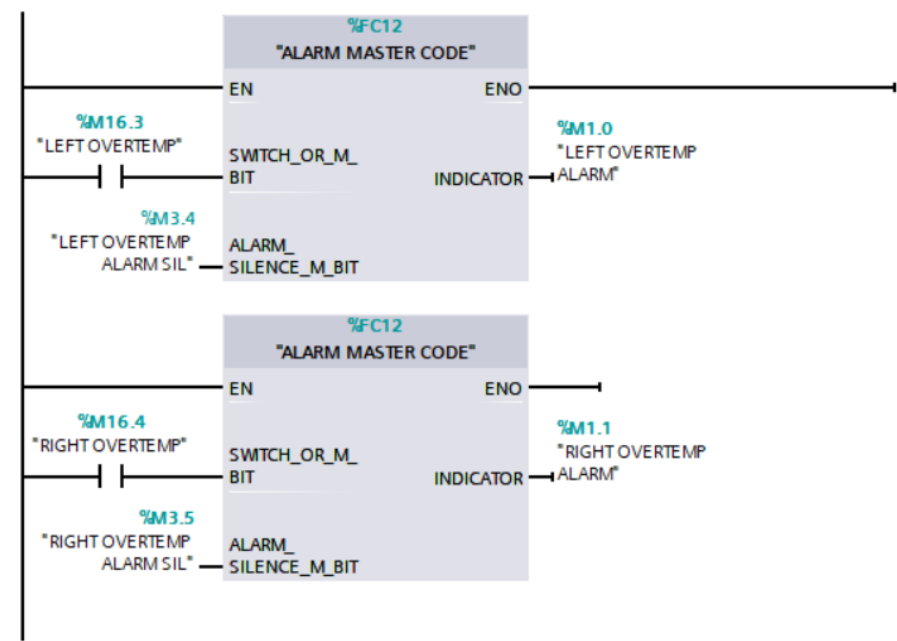 %FC12
"ALARM MASTER CODE"
EN
ENO
%M16.3
"LEFT OVERTEMP"
SWITCH_OR_M_
BIT
%M1.0
"LEFT OVERTEMP
ALARM"
INDICATOR
%M3.4
"LEFT OVERTEMP
ALARM SIL"
ALARM_
SILENCE_M_BIT
%FC12
"ALARM MASTER CODE"
EN
ENO
%M16.4
"RIGHT OVERTEMP"
SWITCH_OR_M_
BIT
%M1.1
"RIGHT OVERTEMP
ALARM"
INDICATOR
%M3.5
"RIGHT OVERTEMP
ALARM SIL"
ALARM_
SILENCE_M_BIT